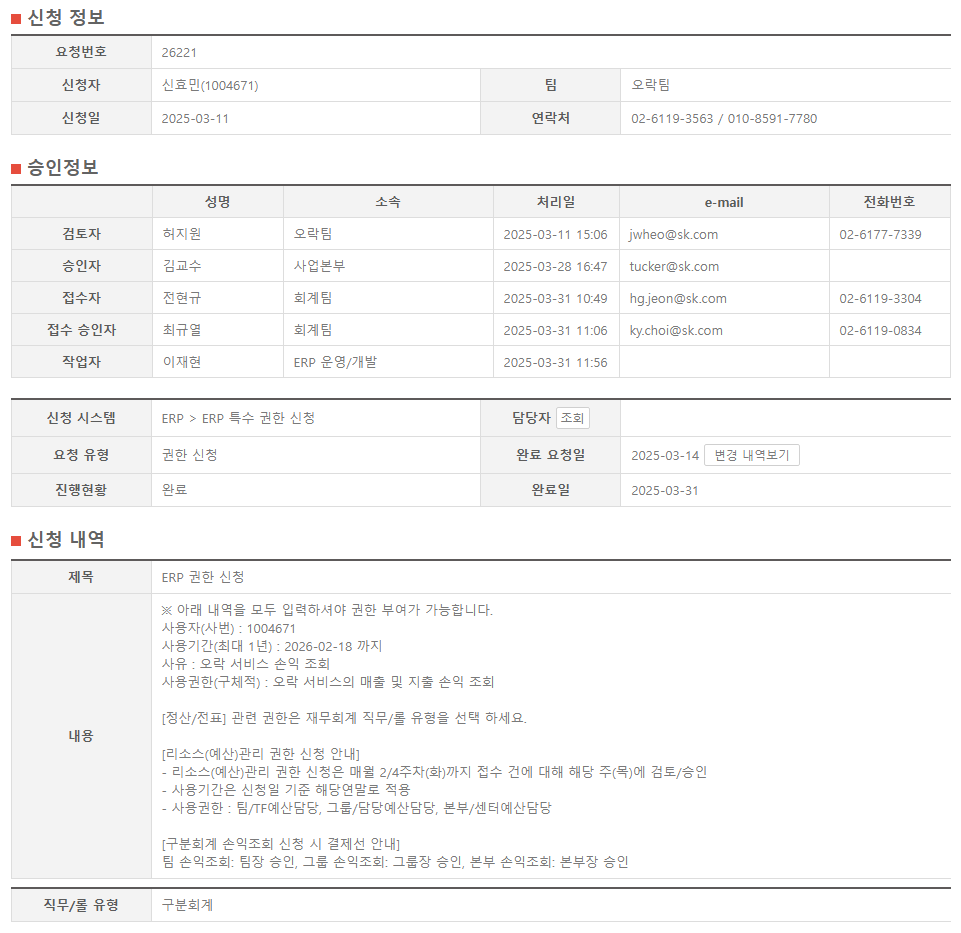 신청 정보
요청번호 26221
신청자 신효민(1004671) 팀 오락팀
신청일 2025-03-11 연락처 02-6119-3563 / 010-8591-7780
승인정보
성명 소속 처리일 e-mail 전화번호
검토자 허지원 오락팀 2025-03-11 15:06 jwheo@sk.com 02-6177-7339
승인자 김교수 사업본부 2025-03-28 16:47 tucker@sk.com
접수자 전현규 회계팀 2025-03-31 10:49 hg.jeon@sk.com 02-6119-3304
접수 승인자 최규열 회계팀 2025-03-31 11:06 ky.choi@sk.com 02-6119-0834
작업자 이재현 ERP 운영/개발 2025-03-31 11:56
신청 시스템 ERP > ERP 특수 권한 신청 담당자 조회
요청 유형 권한 신청 완료 요청일 2025-03-14 변경 내역보기
진행현황 완료 완료일 2025-03-31
신청 내역
제목 ERP 권한 신청
내용
※ 아래 내역을 모두 입력하셔야 권한 부여가 가능합니다.
사용자(사번) : 1004671
사용기간(최대 1년) : 2026-02-18 까지
사유 : 오락 서비스 손익 조회
사용권한(구체적) : 오락 서비스의 매출 및 지출 손익 조회
[정산/전표] 관련 권한은 재무회계 직무/롤 유형을 선택 하세요.
[리소스(예산)관리 권한 신청 안내]
- 리소스(예산)관리 권한 신청은 매월 2/4주차(화)까지 접수 건에 대해 해당 주(목)에 검토/승인
- 사용기간은 신청일 기준 해당연말로 적용
- 사용권한 : 팀/TF예산담당, 그룹/담당예산담당, 본부/센터예산담당
[구분회계 손익조회 신청 시 결제선 안내]
팀 손익조회: 팀장 승인, 그룹 손익조회: 그룹장 승인, 본부 손익조회: 본부장 승인
직무/롤 유형 구분회계